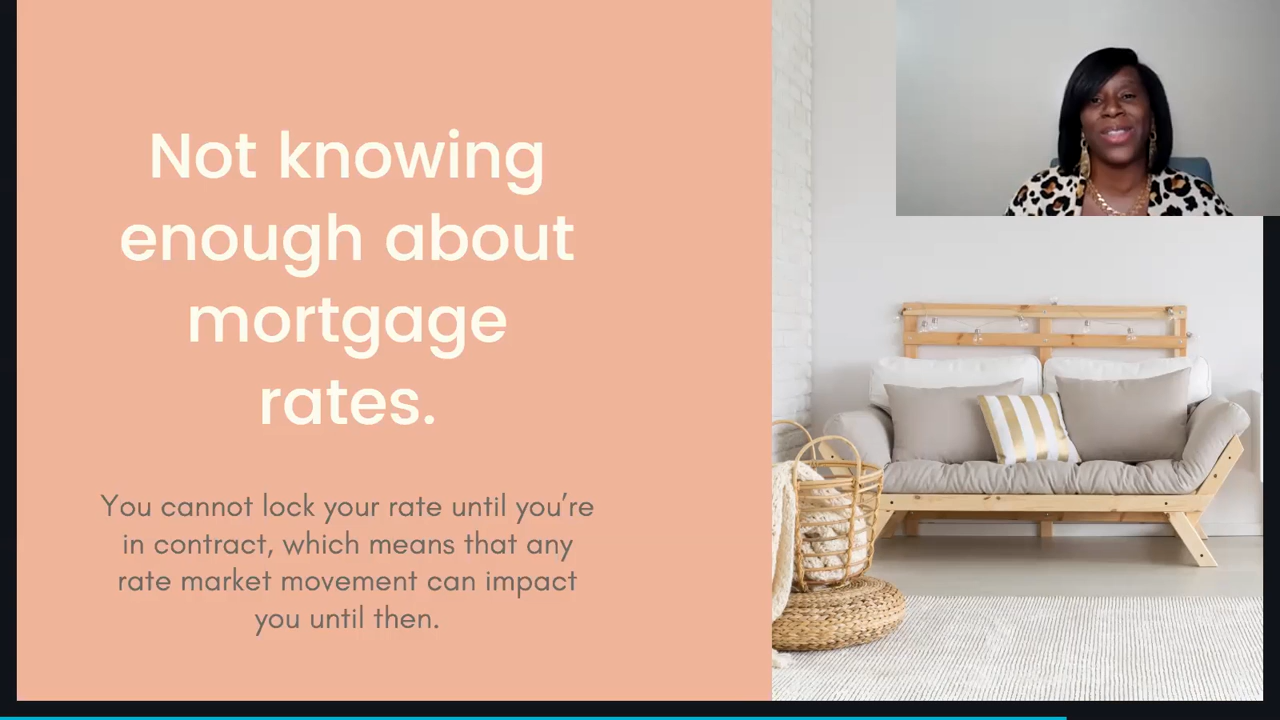 Not knowing
enough about
mortgage
rates.
You cannot lock your rate until you’re
in contract, which means that any
rate market movement can impact
you until then.